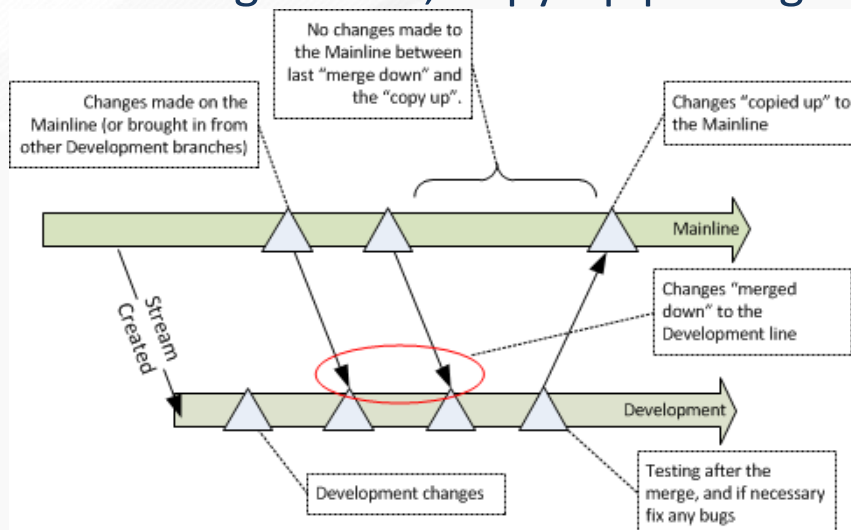 No changes made to
the Mainline between
last “merge down” and
the “copy up”.
Changes made on the
Mainline (or brought in from
other Development branches)
Changes “copied up” to
the Mainline
Mainline
Stream
Created
Changes “merged
down” to the
Development line
Development
Development changes
Testing after the
merge, and if necessary
fix any bugs